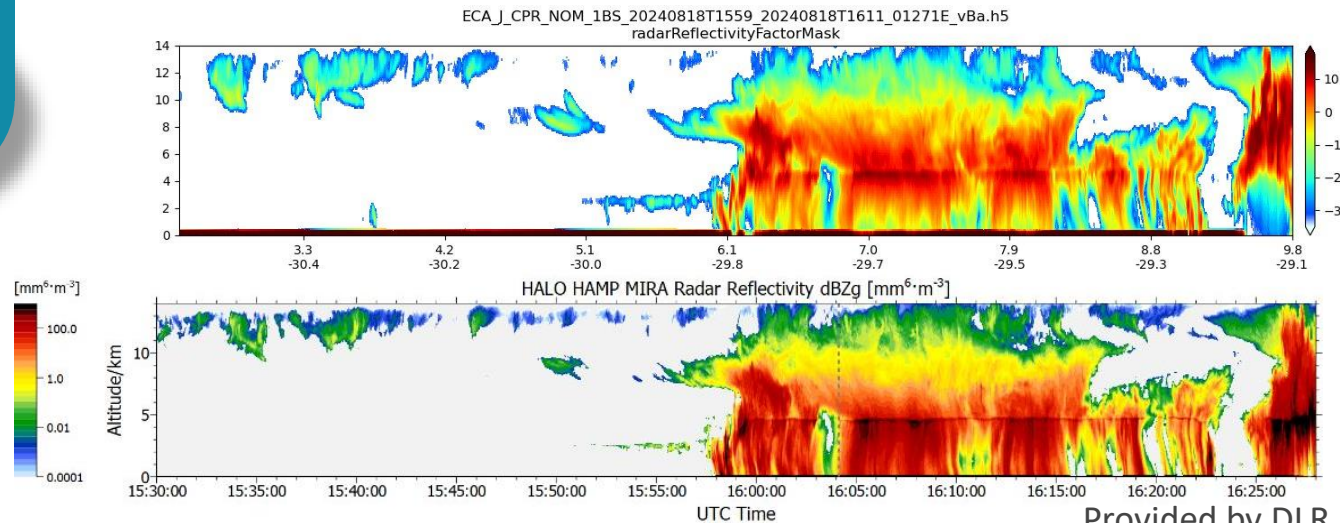 ECA_J_CPR_NOM_1BS_20240818T1559_20240818T1611_01271E_vBa.h5
radarReflectivityFactorMask
14
12
10
8
6
4
2
0
10
0
−1
−2
−3
3.3 4.2 5.1 6.1 7.0 7.9 8.8 9.8
-30.4 -30.2 -30.0 -29.8 -29.7 -29.5 -29.3 -29.1
[mm⁶·m⁻³]
HALO HAMP MIRA Radar Reflectivity dBZg [mm⁶·m⁻³]
100.0
1.0
0.01
0.0001
Altitude/km
10
5
0
15:30:00 15:35:00 15:40:00 15:45:00 15:50:00 15:55:00 16:00:00 16:05:00 16:10:00 16:15:00 16:20:00 16:25:00
UTC Time
Provided by DLR